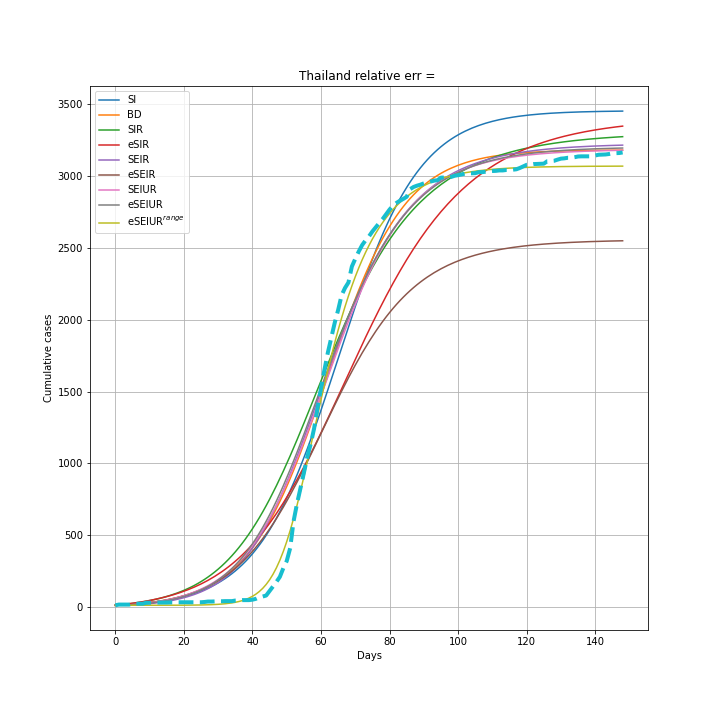 Thailand relative err =
SI
BD
SIR
eSIR
SEIR
eSEIR
SEIUR
eSEIUR
eSEIUR^range
3500
3000
2500
2000
1500
1000
500
0
Cumulative cases
0 20 40 60 80 100 120 140
Days